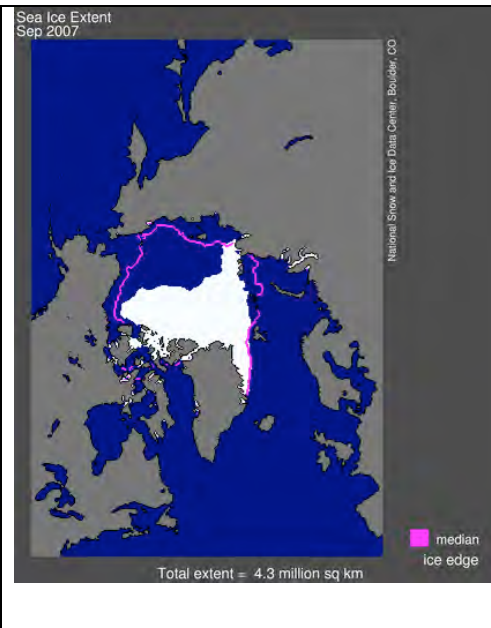 Sea Ice Extent
Sep 2007
National Snow and Ice Data Center, Boulder, CO
median
ice edge
Total extent = 4.3 million sq km